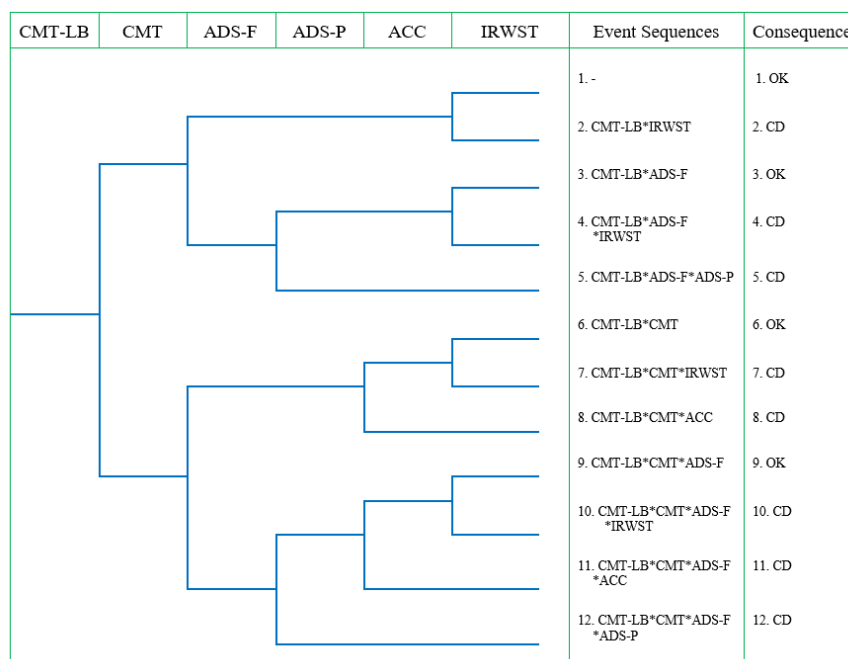 CMT-LB CMT ADS-F ADS-P ACC IRWST Event Sequences Consequence
1. - 1. OK
2. CMT-LB*IRWST 2. CD
3. CMT-LB*ADS-F 3. OK
4. CMT-LB*ADS-F 4. CD
*IRWST
5. CMT-LB*ADS-F*ADS-P 5. CD
6. CMT-LB*CMT 6. OK
7. CMT-LB*CMT*IRWST 7. CD
8. CMT-LB*CMT*ACC 8. CD
9. CMT-LB*CMT*ADS-F 9. OK
10. CMT-LB*CMT*ADS-F 10. CD
*IRWST
11. CMT-LB*CMT*ADS-F 11. CD
*ACC
12. CMT-LB*CMT*ADS-F 12. CD
*ADS-P